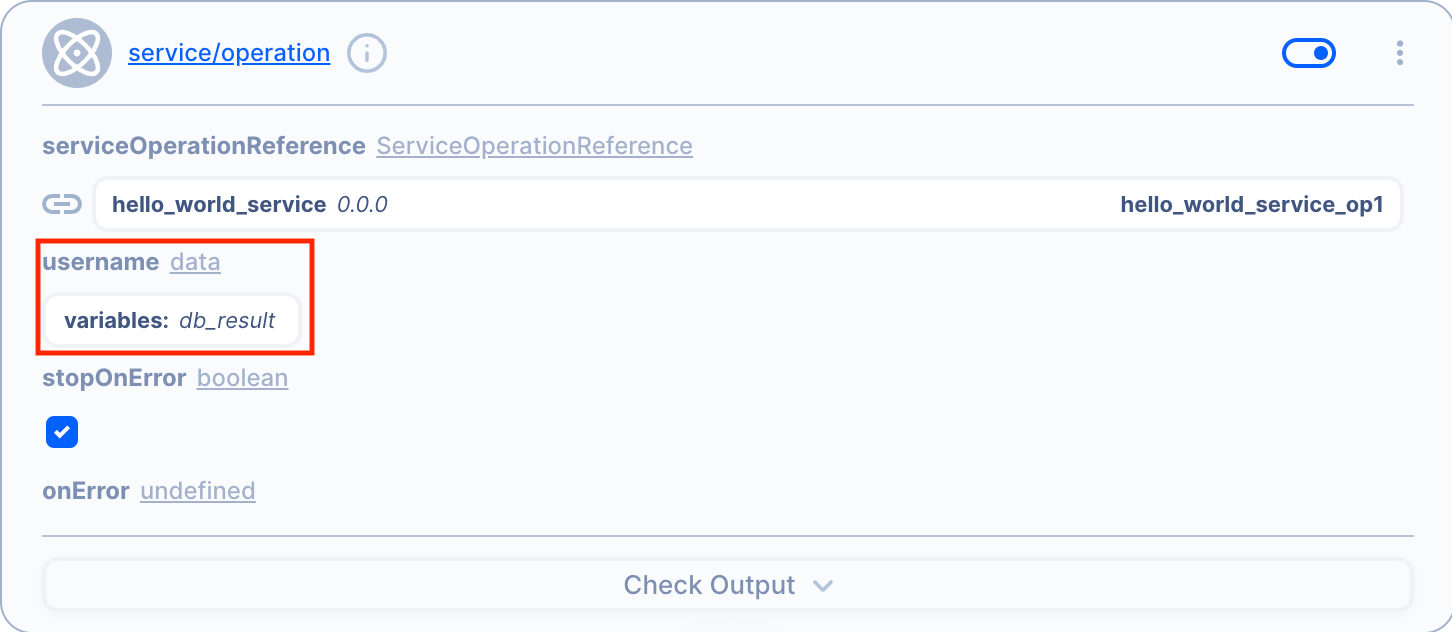 service/operation
serviceOperationReference ServiceOperationReference
hello_world_service 0.0.0 hello_world_service_op1
username data
variables: db_result
stopOnError boolean
onError undefined
Check Output